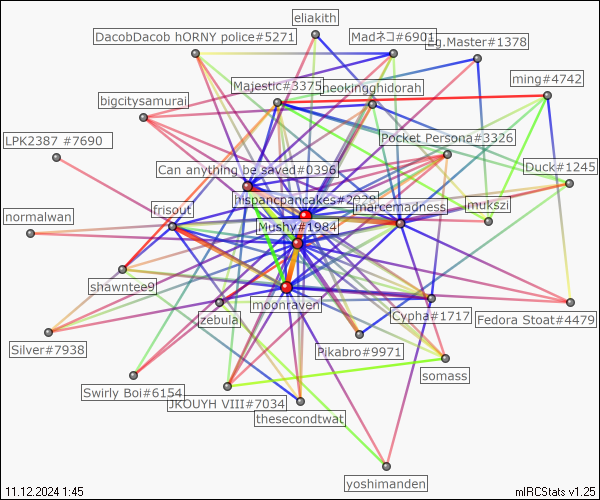 eliakith
DacobDacob hORNY police#5271
Madネコ#6901
Eg.Master#1378
ming#4742
Majestic#3375
neokingghidorah
bigcitysamurai
Pocket Persona#3326
LPK2387 #7690
Can anything be saved#0396
Duck#1245
hispancpancakes#2938
marcemadness
mukszi
normalwan
frisout
Mushy#1984
shawntee9
moonraven
zebulai
Cypha#1717
Fedora Stoat#4479
Silver#7938
Pikabro#9971
somass
Swirly Boi#6154
JKOUYH VIII#7034
thesecondtwat
yoshimanden
11.12.2024 1:45
mIRCStats v1.25